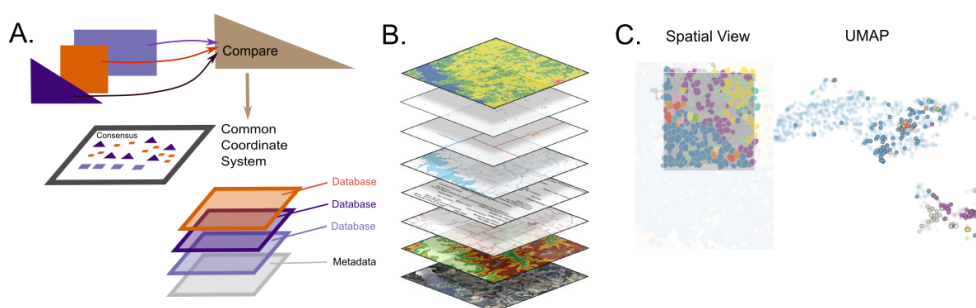 A.
Compare
Consensus
Common
Coordinate
System
Database
Database
Database
Metadata
B.
C.
Spatial View
UMAP